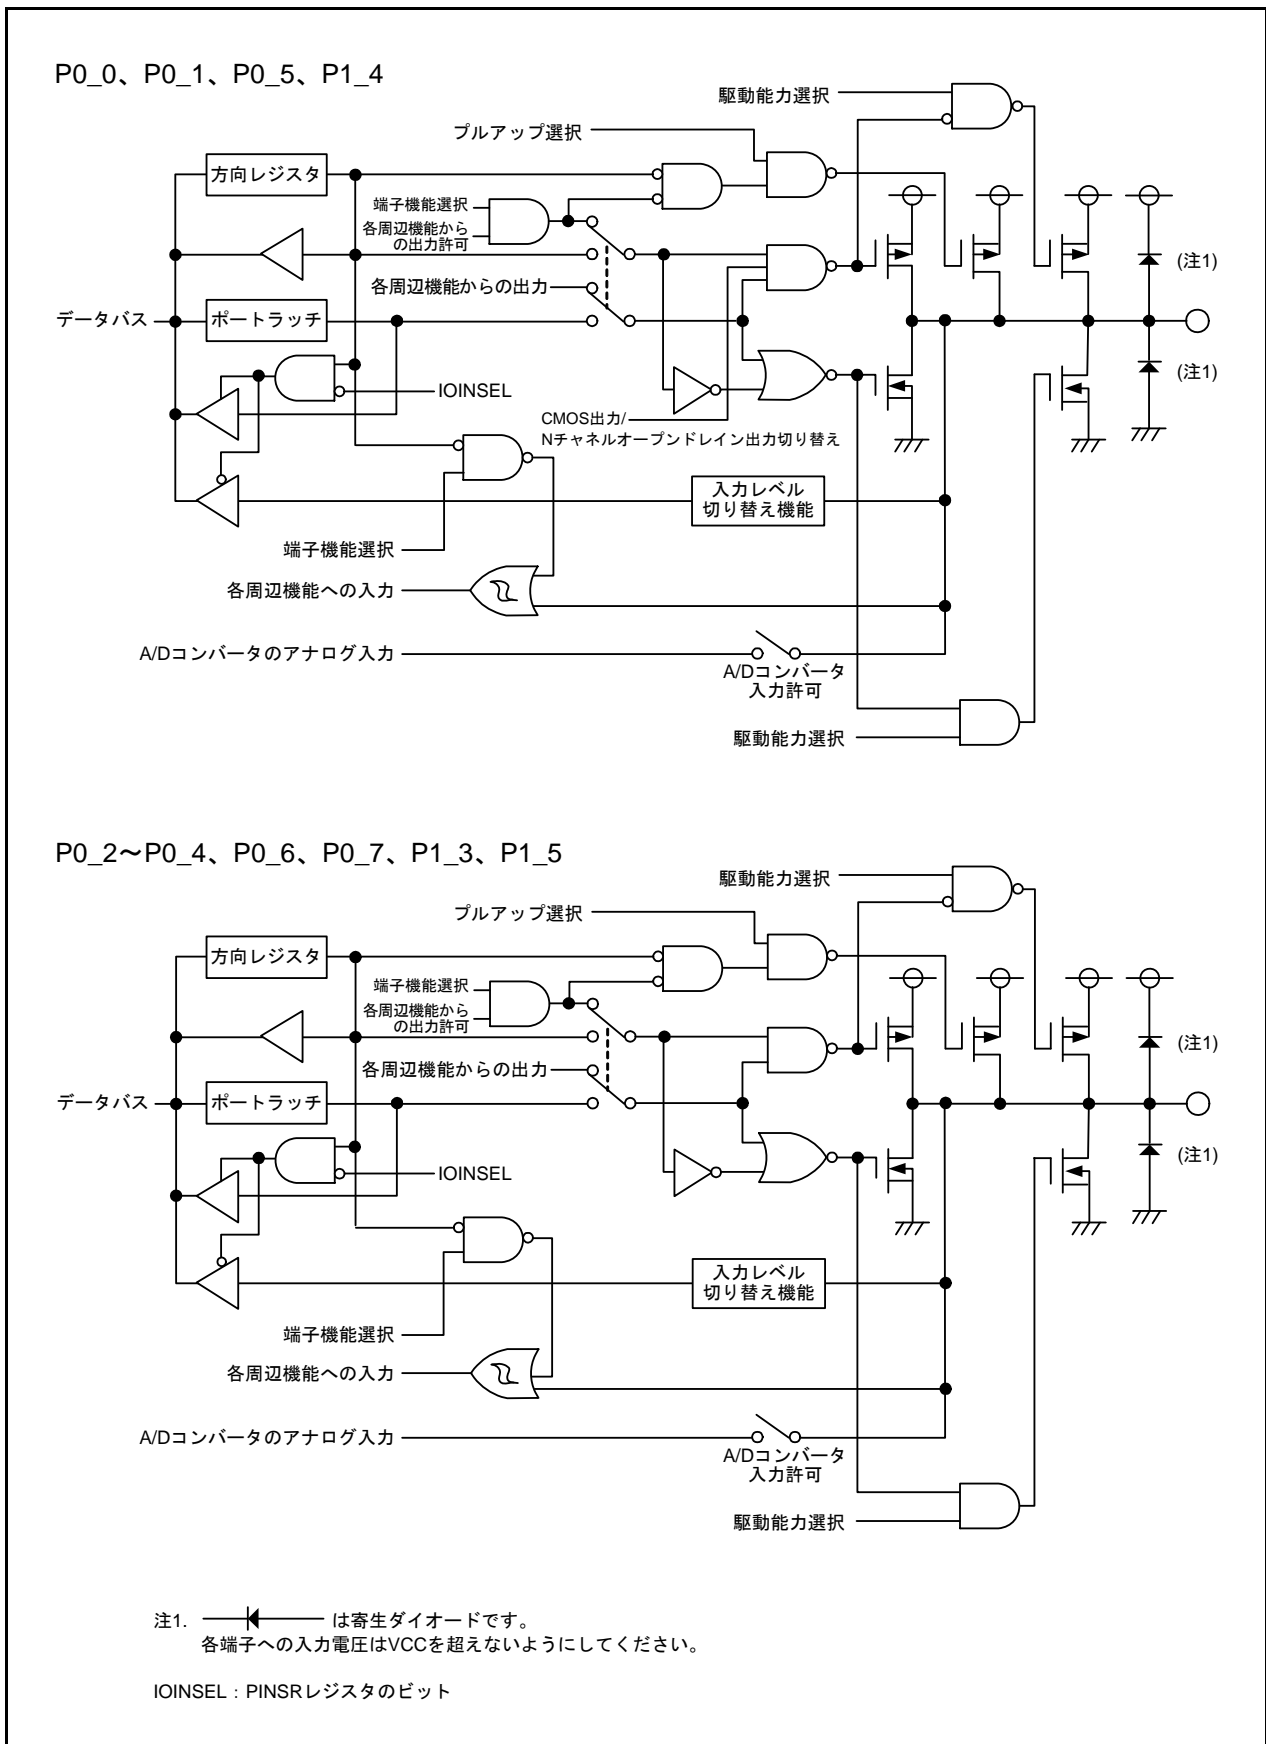 P0_0、P0_1、P0_5、P1_4
駆動能力選択
プルアップ選択
方向レジスタ
端子機能選択
各周辺機能から
の出力許可
(注1)
各周辺機能からの出力
データバス
ポートラッチ
(注1)
IOINSEL
CMOS出力/
Nチャネルオープンドレイン出力切り替え
入力レベル
切り替え機能
端子機能選択
各周辺機能への入力
A/Dコンバータのアナログ入力
A/Dコンバータ
入力許可
駆動能力選択
P0_2～P0_4、P0_6、P0_7、P1_3、P1_5
駆動能力選択
プルアップ選択
方向レジスタ
端子機能選択
各周辺機能から
の出力許可
(注1)
各周辺機能からの出力
データバス
ポートラッチ
(注1)
IOINSEL
入力レベル
切り替え機能
端子機能選択
各周辺機能への入力
A/Dコンバータのアナログ入力
A/Dコンバータ
入力許可
駆動能力選択
注1. は寄生ダイオードです。
各端子への入力電圧はVCCを超えないようにしてください。
IOINSEL：PINSRレジスタのビット